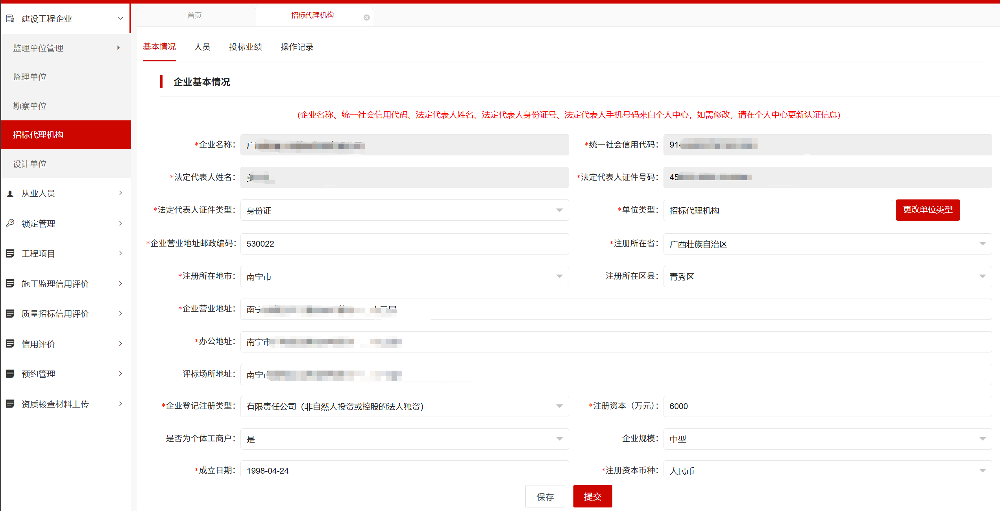 建设工程企业
监理单位管理
监理单位
勘察单位
招标代理机构
设计单位
从业人员
锁定管理
工程项目
施工监理信用评价
质量招标信用评价
信用评价
预约管理
资质核查材料上传
首页
招标代理机构
基本情况 人员 投标业绩 操作记录
企业基本情况
(企业名称、统一社会信用代码、法定代表人姓名、法定代表人身份证号、法定代表人手机号码来自个人中心，如需修改，请在个人中心更新认证信息)
*企业名称： 广
*统一社会信用代码： 91
*法定代表人姓名：
*法定代表人证件号码： 45
*法定代表人证件类型： 身份证
*单位类型： 招标代理机构 更改单位类型
*企业营业地址邮政编码： 530022
*注册所在省： 广西壮族自治区
*注册所在地市： 南宁市
注册所在区县： 青秀区
*企业营业地址： 南宁
*办公地址： 南宁市
评标场所地址： 南宁
*企业登记注册类型： 有限责任公司（非自然人投资或控股的法人独资）
*注册资本（万元）： 6000
是否为个体工商户： 是
企业规模： 中型
*成立日期： 1998-04-24
*注册资本币种： 人民币
保存 提交